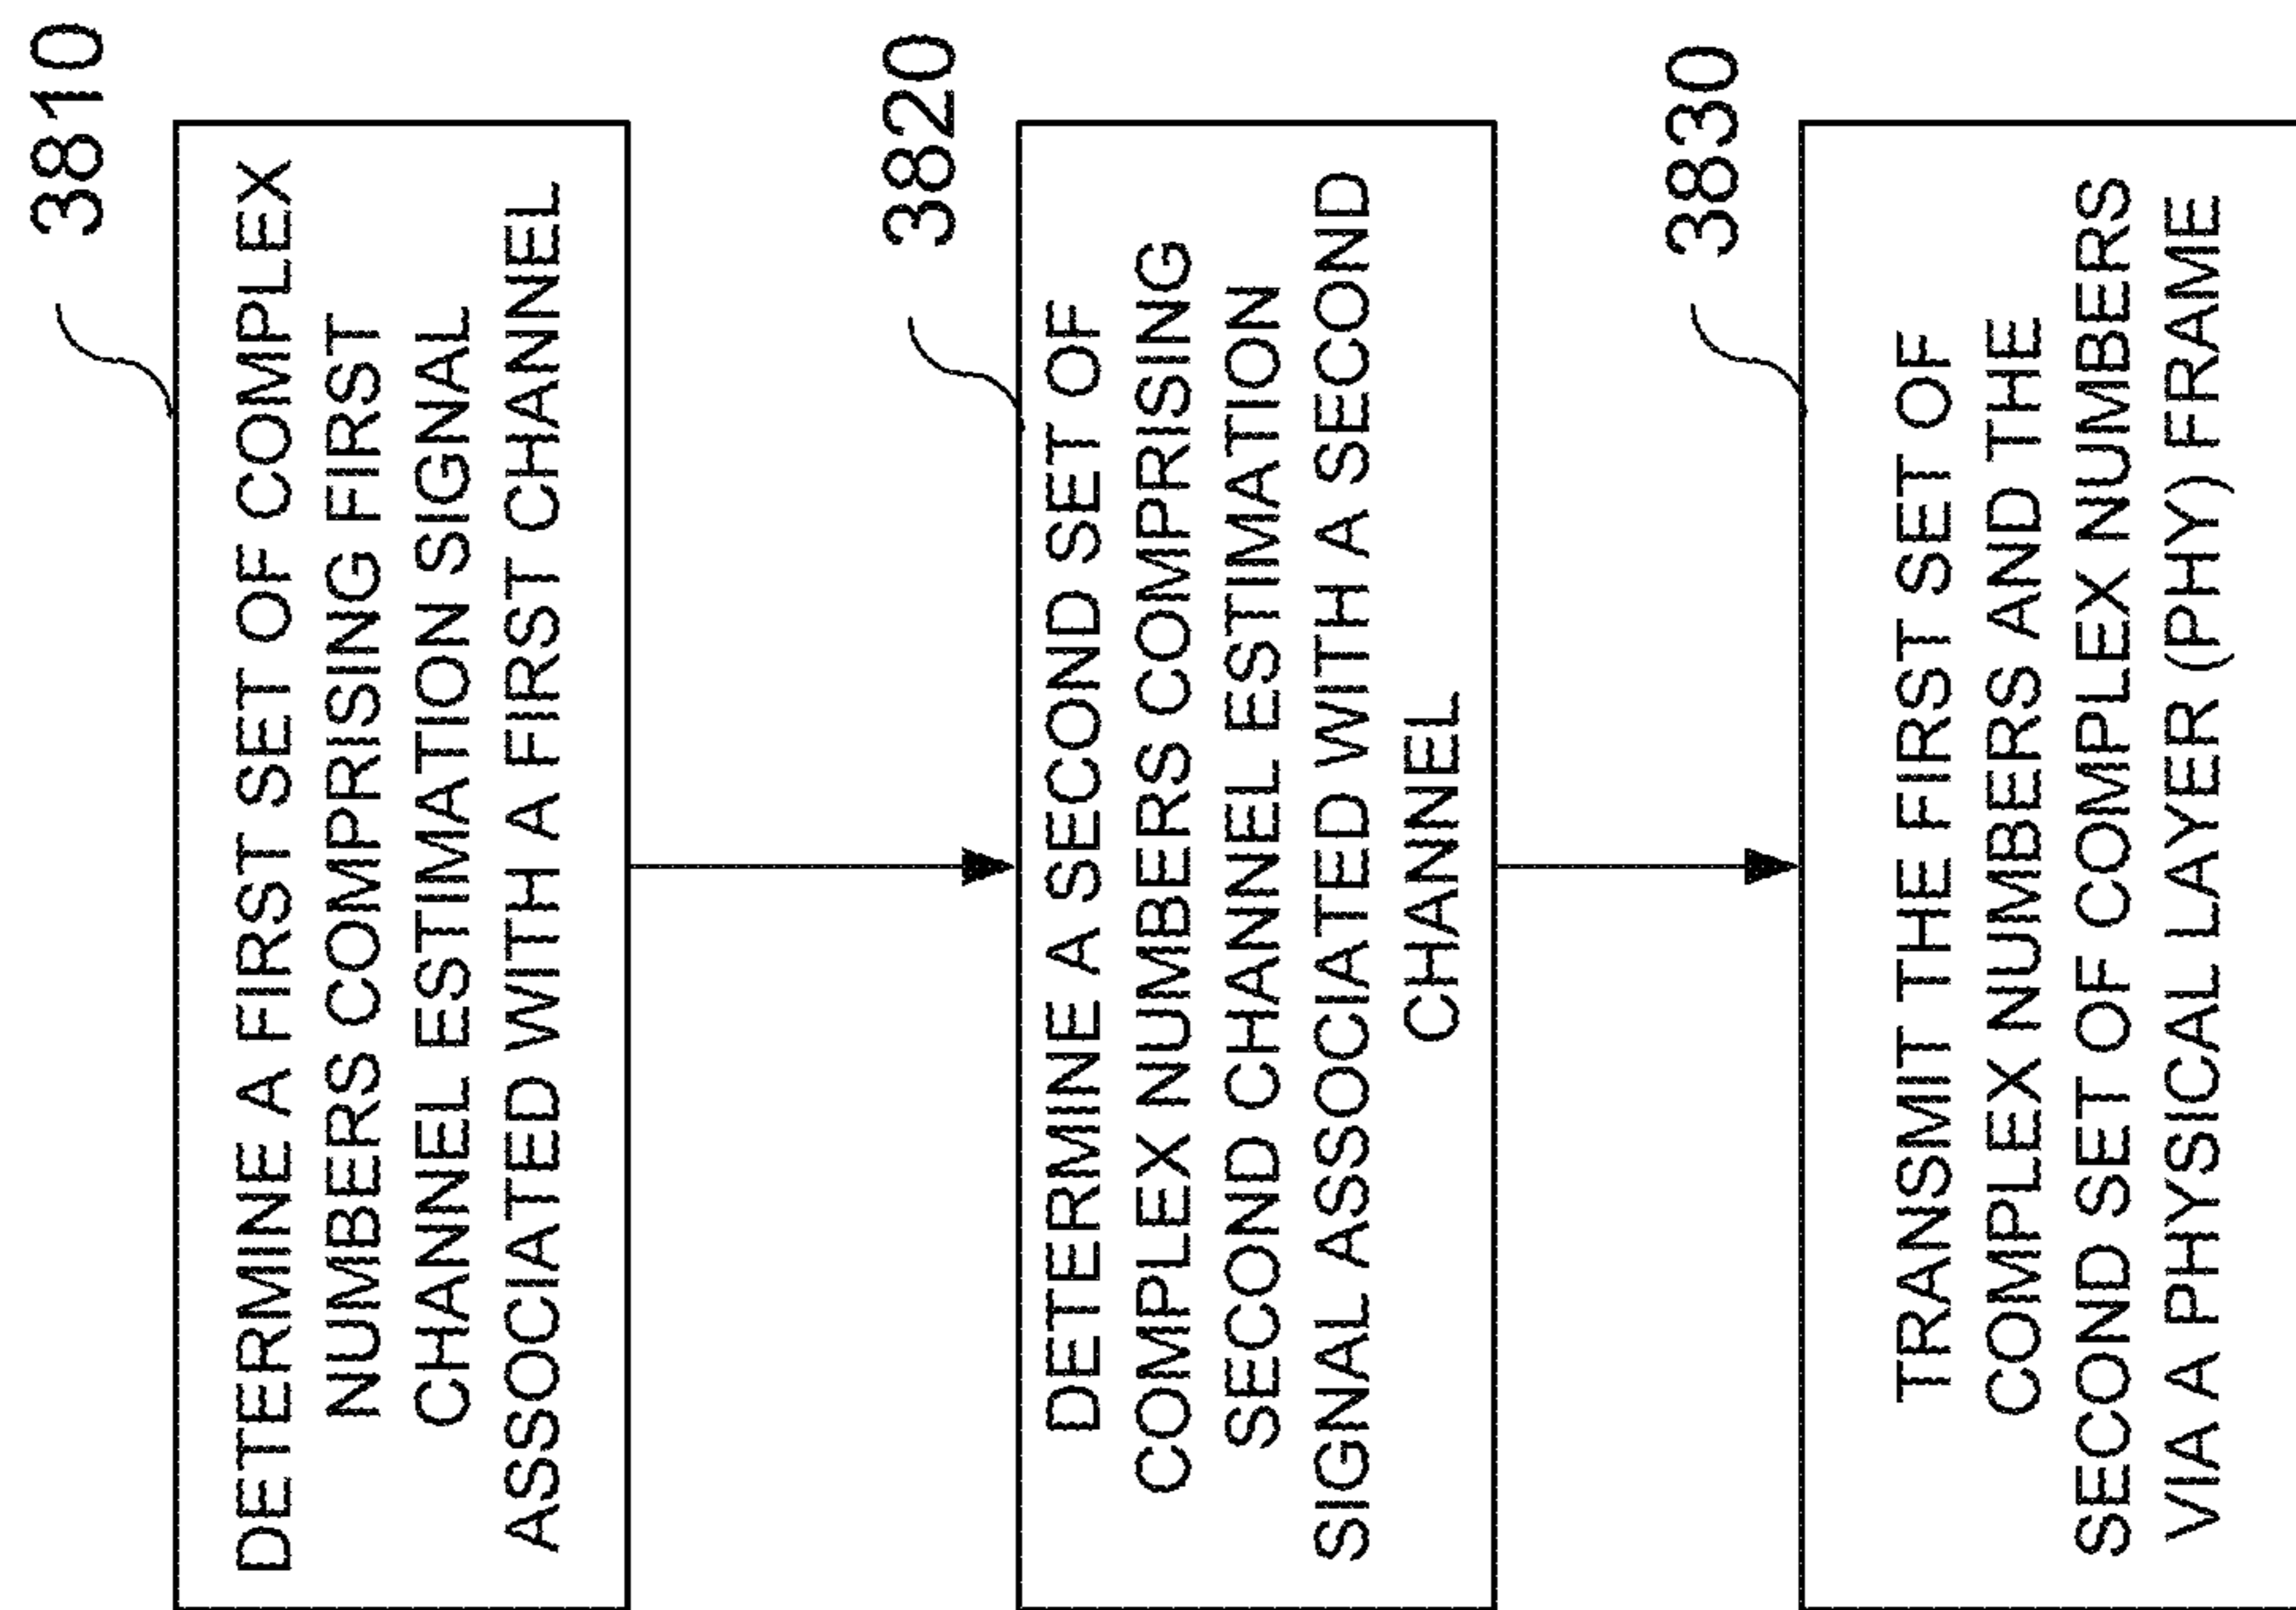 3810
DETERMINE A FIRST SET OF COMPLEX
NUMBERS COMPRISING FIRST
CHANNEL ESTIMATION SIGNAL
ASSOCIATED WITH A FIRST CHANNEL
3820
DETERMINE A SECOND SET OF
COMPLEX NUMBERS COMPRISING
SECOND CHANNEL ESTIMATION
SIGNAL ASSOCIATED WITH A SECOND
CHANNEL
3830
TRANSMIT THE FIRST SET OF
COMPLEX NUMBERS AND THE
SECOND SET OF COMPLEX NUMBERS
VIA A PHYSICAL LAYER (PHY) FRAME